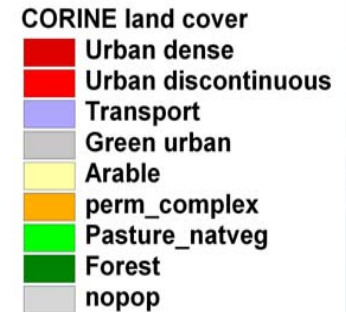 CORINE land cover
Urban dense
Urban discontinuous
Transport
Green urban
Arable
perm_complex
Pasture_natveg
Forest
nopop